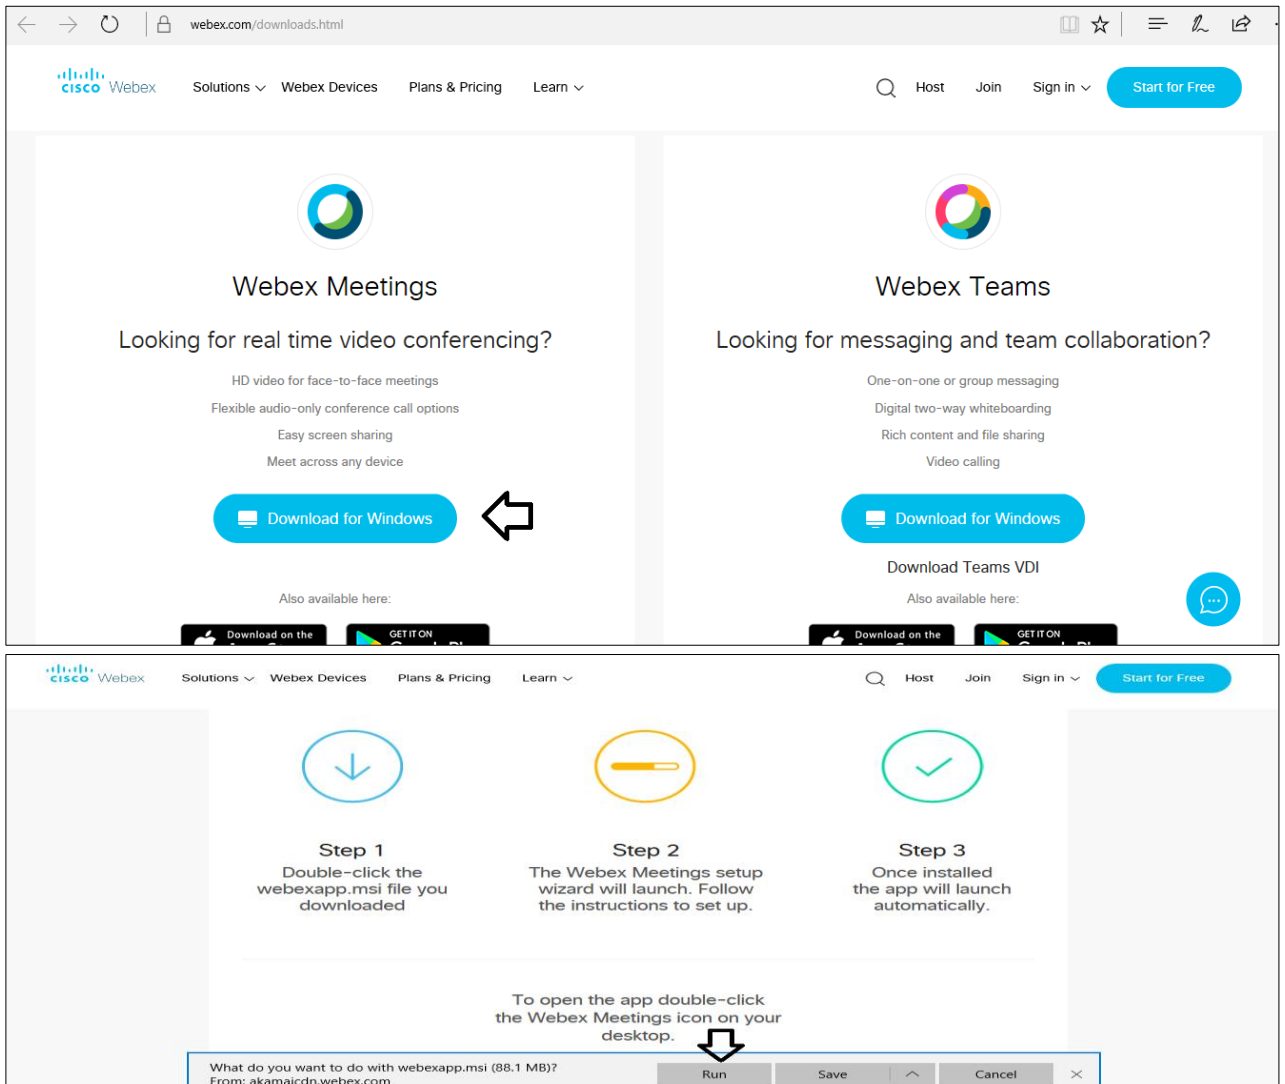 webex.com/downloads.html
cisco Webex Solutions Webex Devices Plans & Pricing Learn Host Join Sign in Start for Free
Webex Meetings
Looking for real time video conferencing?
HD video for face-to-face meetings
Flexible audio-only conference call options
Easy screen sharing
Meet across any device
Download for Windows
Also available here:
Download on the
GET IT ON
Webex Teams
Looking for messaging and team collaboration?
One-on-one or group messaging
Digital two-way whiteboarding
Rich content and file sharing
Video calling
Download for Windows
Download Teams VDI
Also available here:
Download on the
GET IT ON
cisco Webex Solutions Webex Devices Plans & Pricing Learn Host Join Sign in Start for Free
Step 1
Double-click the
webexapp.msi file you
downloaded
Step 2
The Webex Meetings setup
wizard will launch. Follow
the instructions to set up.
Step 3
Once installed
the app will launch
automatically.
To open the app double-click
the Webex Meetings icon on your
desktop.
What do you want to do with webexapp.msi (88.1 MB)?
From: akamaicdn.webex.com
Run Save Cancel